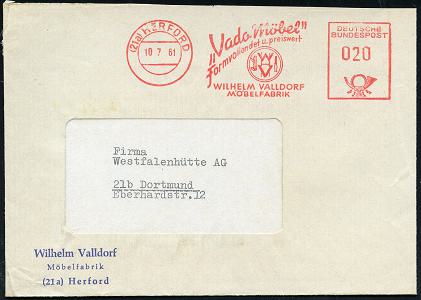 (21a) HERFORD
10 7 61
"Vado Möbel"
formvollendet u. preiswert
WILHELM VALLDORF
MÖBELFABRIK
DEUTSCHE
BUNDESPOST
020
Firma
Westfalenhütte AG
21b Dortmund
Eberhardstr.12
Wilhelm Valldorf
Möbelfabrik
(21a) Herford